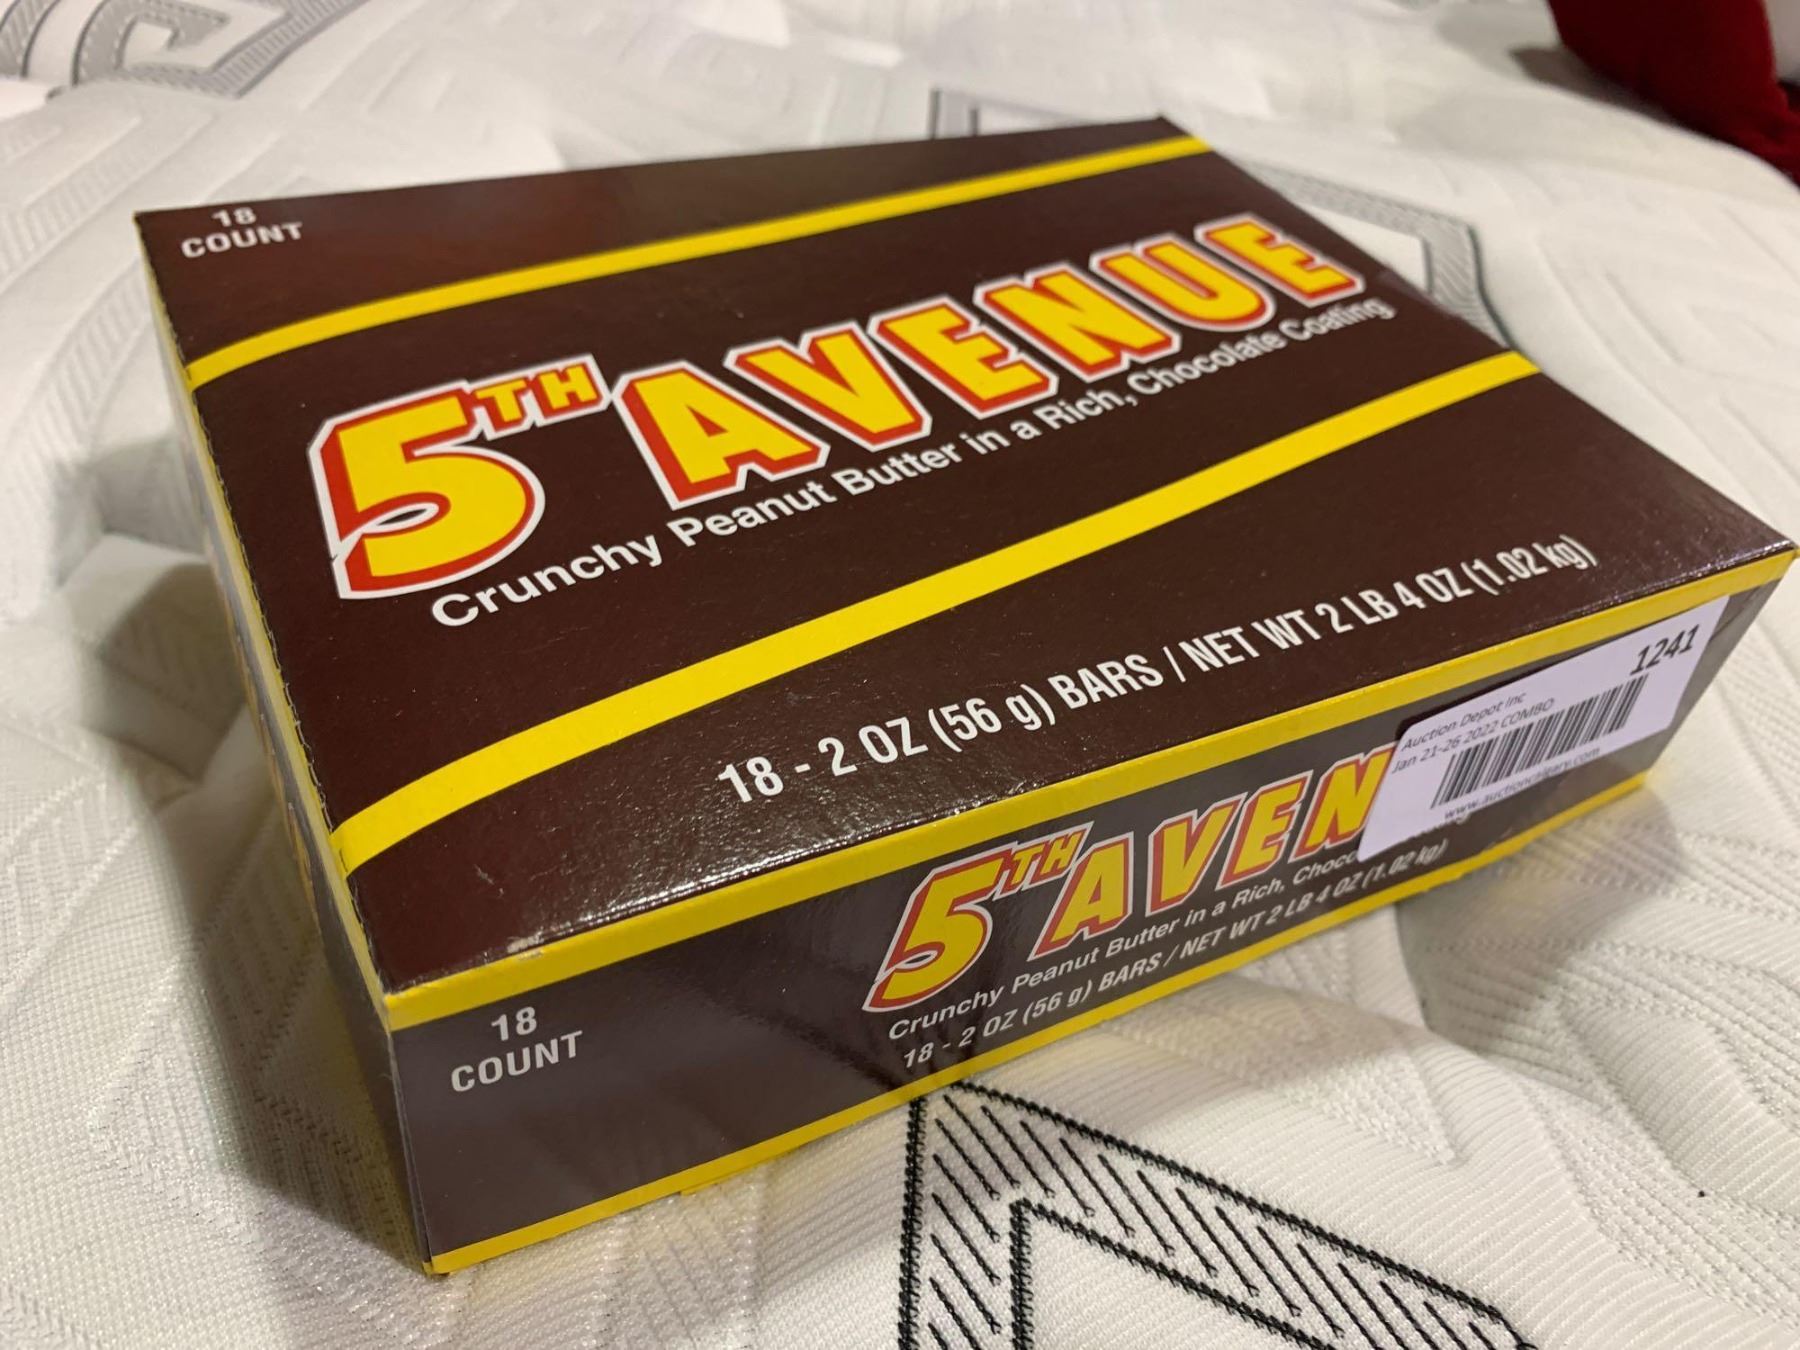 18
COUNT
5TH AVENUE
Crunchy Peanut Butter in a Rich, Chocolate Coating
18 - 2 OZ (56 g) BARS / NET WT 2 LB 4 OZ (1.02 kg)
18
COUNT
5TH AVEN
Crunchy Peanut Butter in a Rich, Choco
18 - 2 OZ (56 g) BARS / NET WT 2 LB 4 OZ (1.02 kg)
1241
Auction Depot Inc
Jan 21-26 2022 COMBO
www.auctioncalgary.com